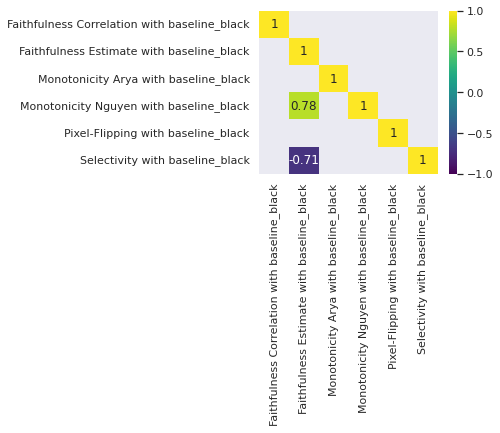 Faithfulness Correlation with baseline_black
1
Faithfulness Estimate with baseline_black
1
Monotonicity Arya with baseline_black
1
Monotonicity Nguyen with baseline_black
0.78
1
Pixel-Flipping with baseline_black
1
Selectivity with baseline_black
-0.71
1
1.0
0.5
0.0
−0.5
−1.0
Faithfulness Correlation with baseline_black
Faithfulness Estimate with baseline_black
Monotonicity Arya with baseline_black
Monotonicity Nguyen with baseline_black
Pixel-Flipping with baseline_black
Selectivity with baseline_black